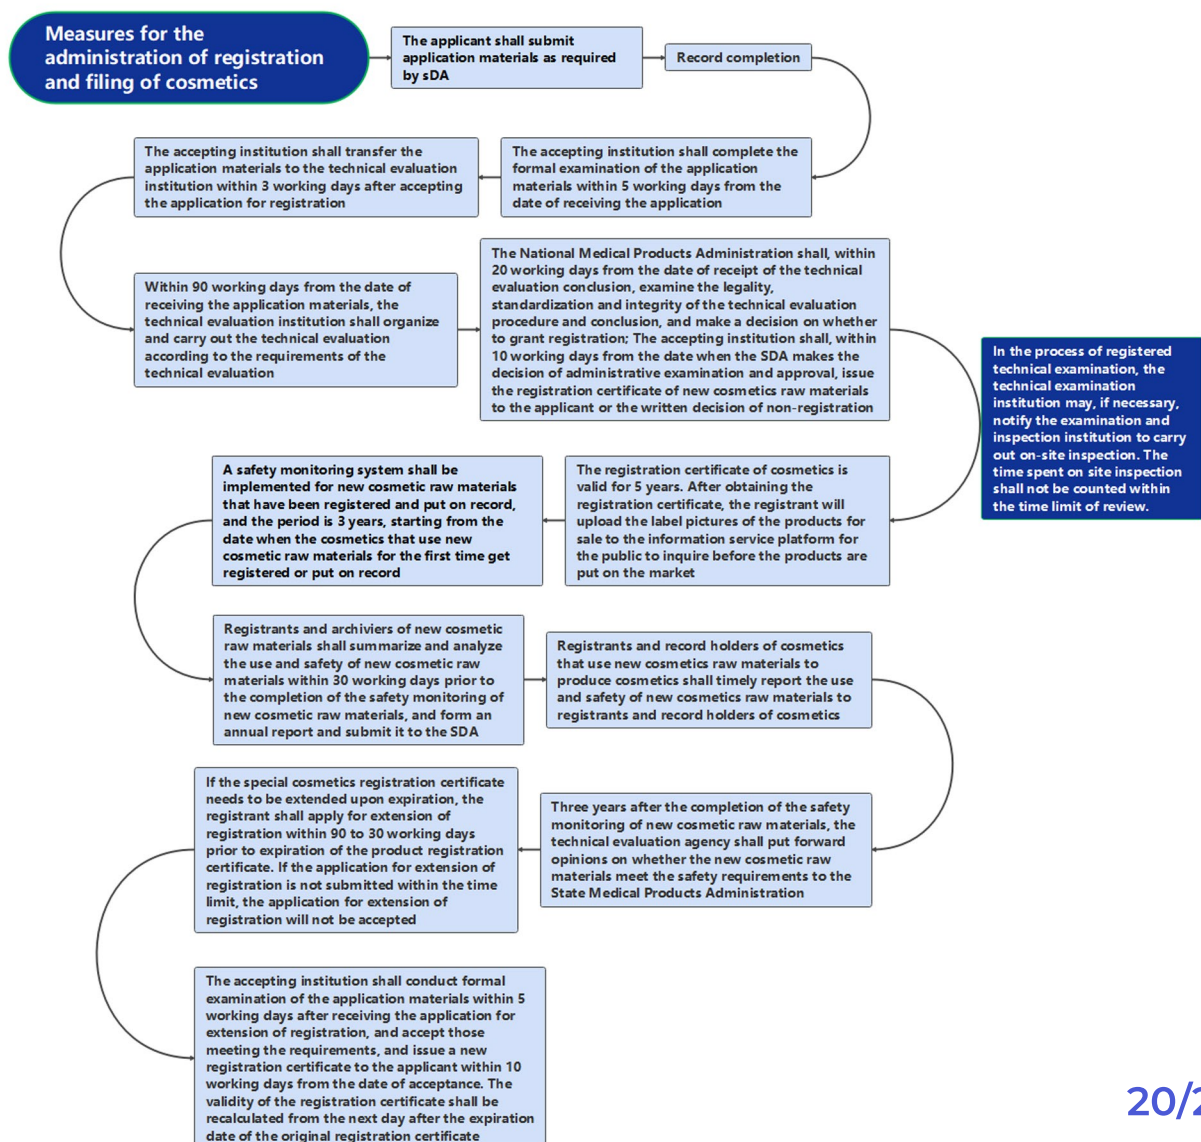 Measures for the
administration of registration
and filing of cosmetics
The applicant shall submit
application materials as required
by sDA
Record completion
The accepting institution shall complete the
formal examination of the application
materials within 5 working days from the
date of receiving the application
The accepting institution shall transfer the
application materials to the technical evaluation
institution within 3 working days after accepting
the application for registration
Within 90 working days from the date of
receiving the application materials, the
technical evaluation institution shall organize
and carry out the technical evaluation
according to the requirements of the
technical evaluation
The National Medical Products Administration shall, within
20 working days from the date of receipt of the technical
evaluation conclusion, examine the legality,
standardization and integrity of the technical evaluation
procedure and conclusion, and make a decision on whether
to grant registration; The accepting institution shall, within
10 working days from the date when the SDA makes the
decision of administrative examination and approval, issue
the registration certificate of new cosmetics raw materials
to the applicant or the written decision of non-registration
In the process of registered
technical examination, the
technical examination
institution may, if necessary,
notify the examination and
inspection institution to carry
out on-site inspection. The
time spent on site inspection
shall not be counted within
the time limit of review.
The registration certificate of cosmetics is
valid for 5 years. After obtaining the
registration certificate, the registrant will
upload the label pictures of the products for
sale to the information service platform for
the public to inquire before the products are
put on the market
A safety monitoring system shall be
implemented for new cosmetic raw materials
that have been registered and put on record,
and the period is 3 years, starting from the
date when the cosmetics that use new
cosmetic raw materials for the first time get
registered or put on record
Registrants and archiviers of new cosmetic
raw materials shall summarize and analyze
the use and safety of new cosmetic raw
materials within 30 working days prior to
the completion of the safety monitoring of
new cosmetic raw materials, and form an
annual report and submit it to the SDA
Registrants and record holders of cosmetics
that use new cosmetics raw materials to
produce cosmetics shall timely report the use
and safety of new cosmetics raw materials to
registrants and record holders of cosmetics
Three years after the completion of the safety
monitoring of new cosmetic raw materials, the
technical evaluation agency shall put forward
opinions on whether the new cosmetic raw
materials meet the safety requirements to the
State Medical Products Administration
If the special cosmetics registration certificate
needs to be extended upon expiration, the
registrant shall apply for extension of
registration within 90 to 30 working days
prior to expiration of the product registration
certificate. If the application for extension of
registration is not submitted within the time
limit, the application for extension of
registration will not be accepted
The accepting institution shall conduct formal
examination of the application materials within 5
working days after receiving the application for
extension of registration, and accept those
meeting the requirements, and issue a new
registration certificate to the applicant within 10
working days from the date of acceptance. The
validity of the registration certificate shall be
recalculated from the next day after the expiration
date of the original registration certificate
20/2